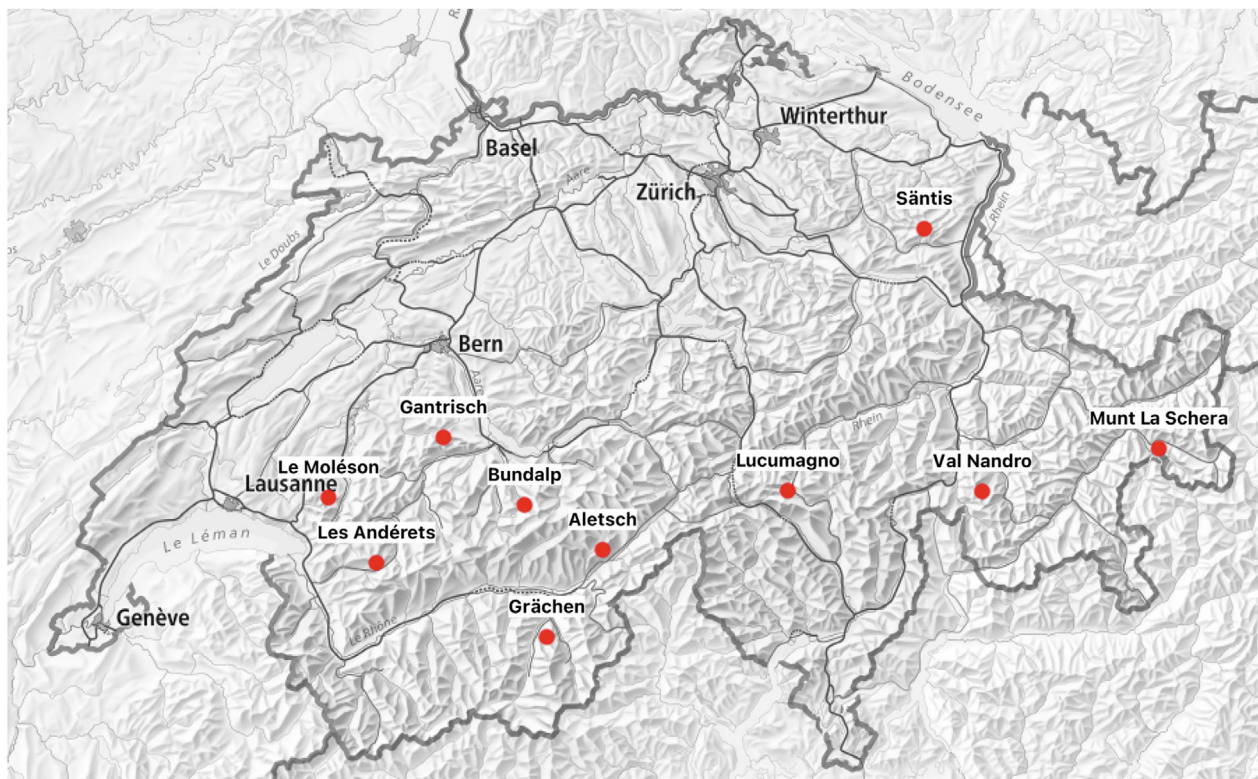 Bodensee
Winterthur
Basel
Aare
Zürich
Säntis
Rhein
Le Doubs
Bern
Aare
Gantrisch
Rhein
Munt La Schera
Le Moléson
Lausanne
Bundalp
Lucumagno
Val Nandro
Aletsch
Les Andérets
Le Léman
Grächen
Genève
Le Rhône